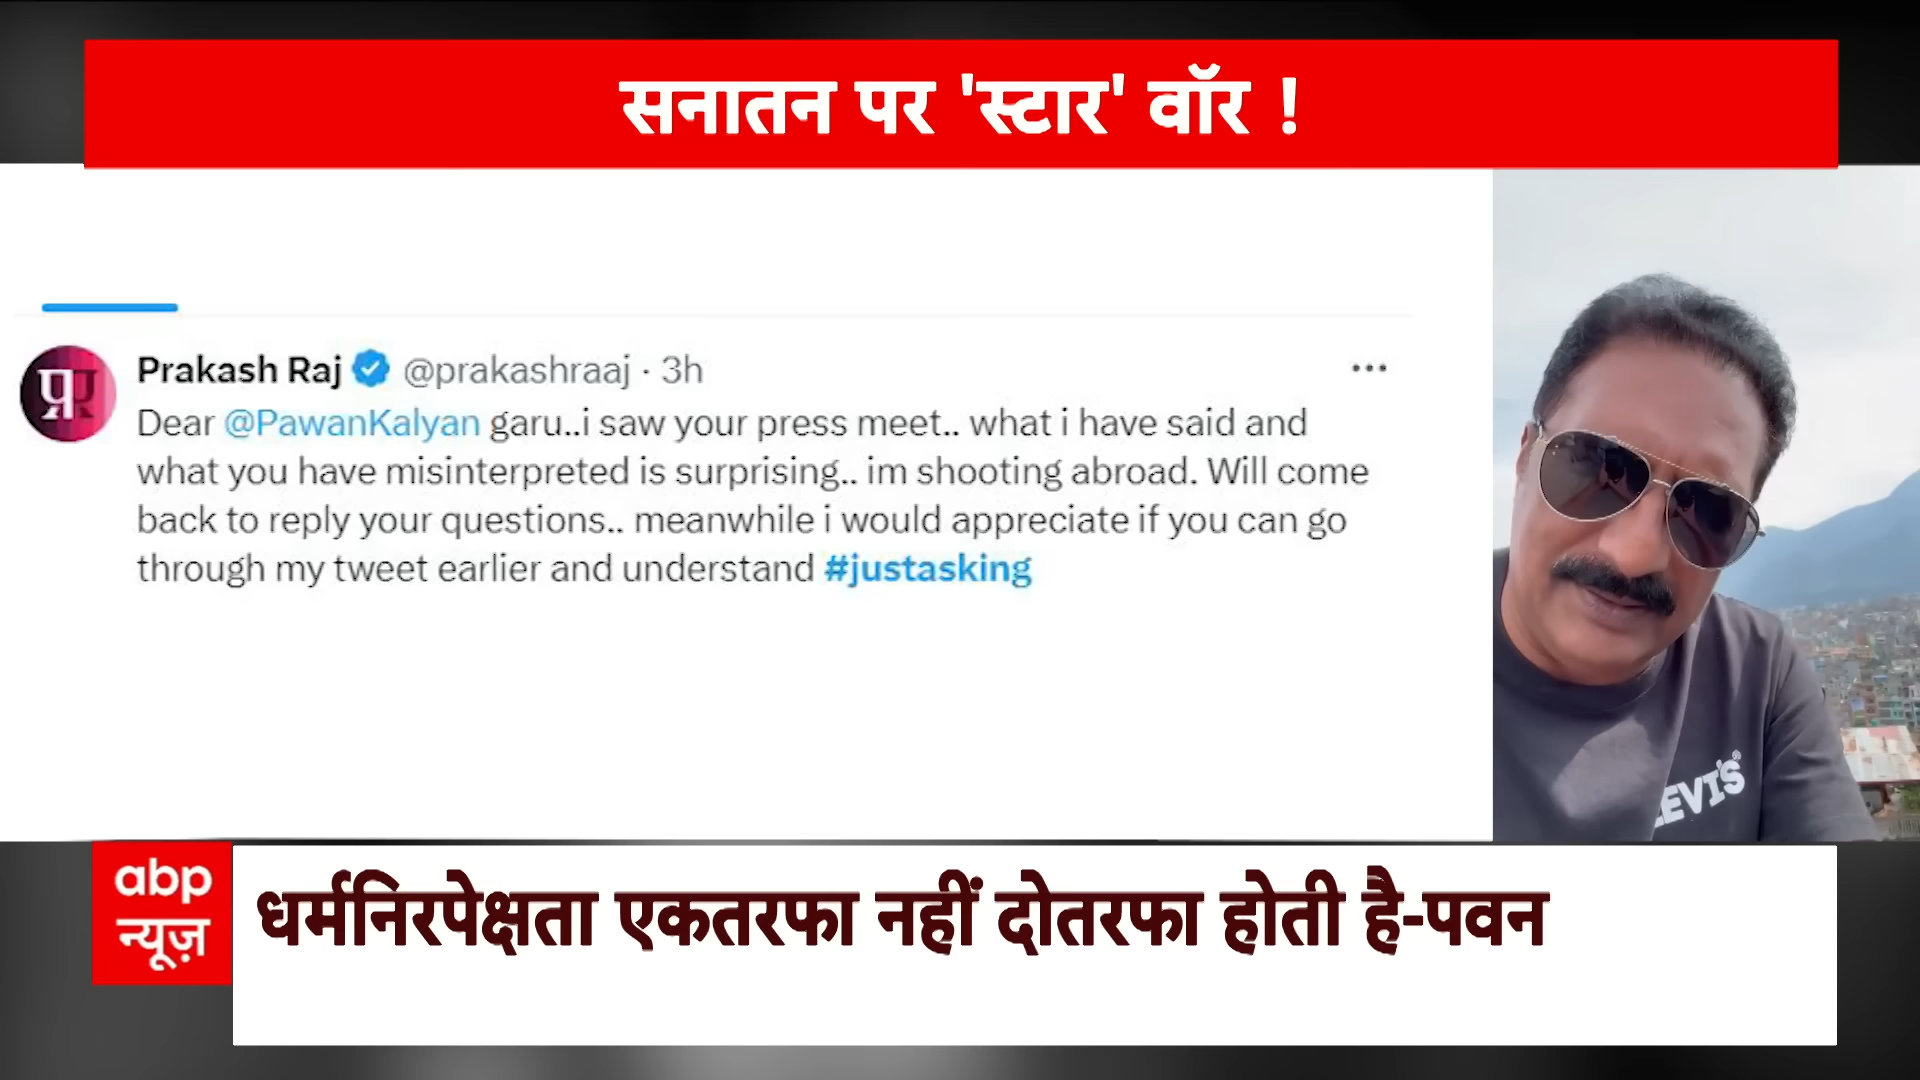 सनातन पर 'स्टार' वॉर !
Prakash Raj @prakashraaj · 3h
Dear @PawanKalyan garu..i saw your press meet.. what i have said and
what you have misinterpreted is surprising.. im shooting abroad. Will come
back to reply your questions.. meanwhile i would appreciate if you can go
through my tweet earlier and understand #justasking
LEVI'S
abp
न्यूज़
धर्मनिरपेक्षता एकतरफा नहीं दोतरफा होती है-पवन